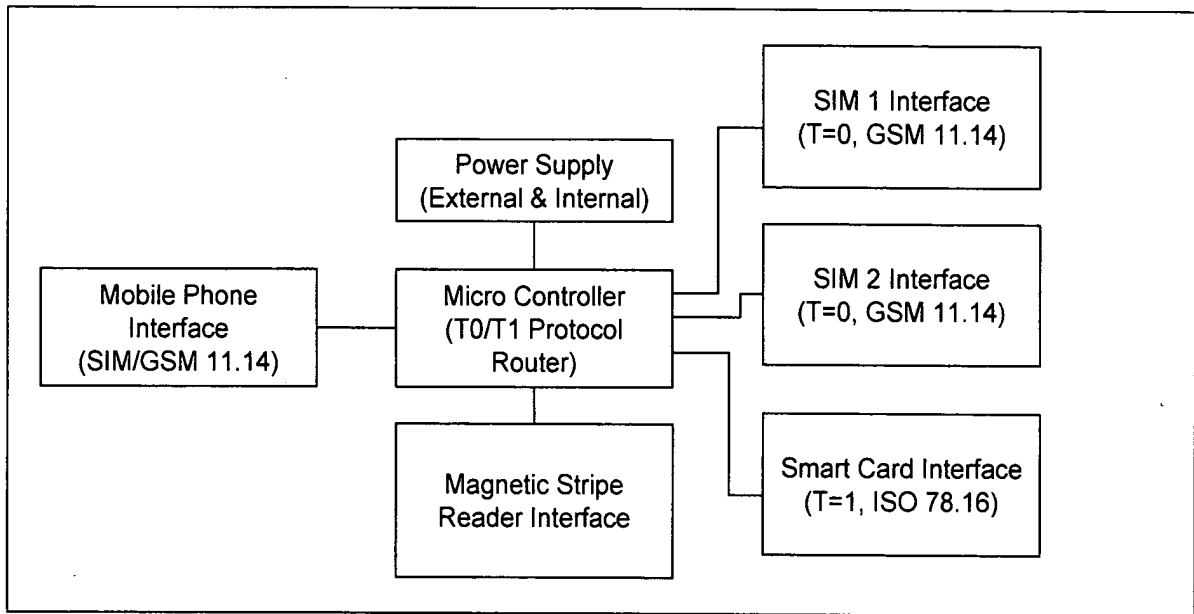 SIM 1 Interface
(T=0, GSM 11.14)
Power Supply
(External & Internal)
SIM 2 Interface
(T=0, GSM 11.14)
Mobile Phone
Interface
(SIM/GSM 11.14)
Micro Controller
(T0/T1 Protocol
Router)
Magnetic Stripe
Reader Interface
Smart Card Interface
(T=1, ISO 78.16)